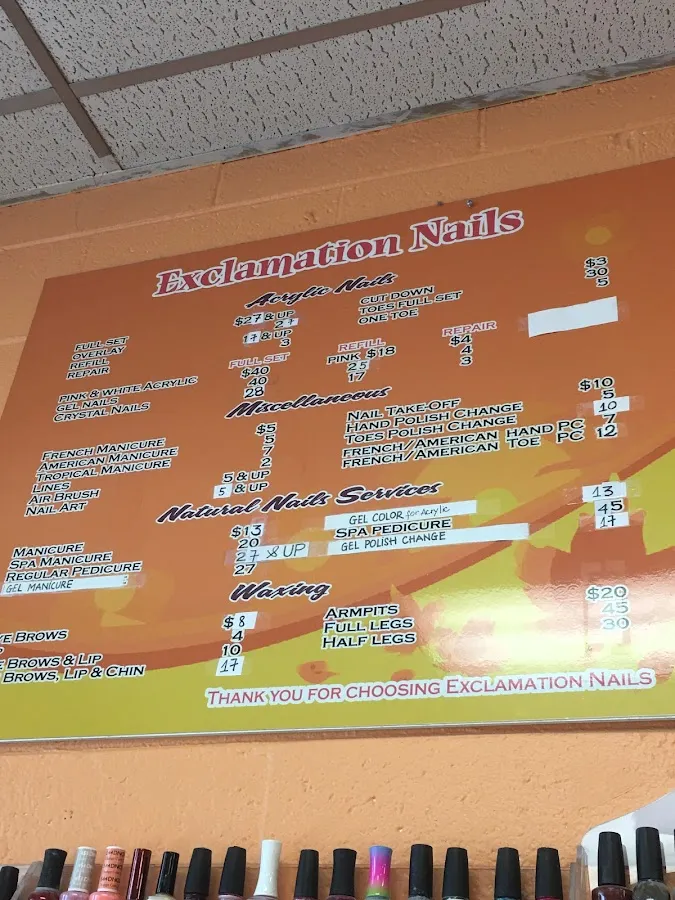 Exclamation Nails
Acrylic Nails
FULL SET $27 & UP
OVERLAY 27
REFILL 17 & UP
REPAIR 3
CUT DOWN $3
TOES FULL SET 30
ONE TOE 5
FULL SET REFILL REPAIR
PINK & WHITE ACRYLIC $40 PINK $18 $4
GEL NAILS 40 25 4
CRYSTAL NAILS 28 17 3
Miscellaneous
FRENCH MANICURE $5
AMERICAN MANICURE 5
TROPICAL MANICURE 7
LINES 2
AIR BRUSH 5 & UP
NAIL ART 5 & UP
NAIL TAKE-OFF $10
HAND POLISH CHANGE 5
TOES POLISH CHANGE 10
FRENCH/AMERICAN HAND PC 7
FRENCH/AMERICAN TOE PC 12
Natural Nails Services
MANICURE $13
SPA MANICURE 20
REGULAR PEDICURE 27 & UP
GEL MANICURE 27
GEL COLOR for Acrylic 13
SPA PEDICURE 45
GEL POLISH CHANGE 17
Waxing
BROWS $8
4
BROWS & LIP 10
BROWS, LIP & CHIN 17
ARMPITS $20
FULL LEGS 45
HALF LEGS 30
THANK YOU FOR CHOOSING EXCLAMATION NAILS